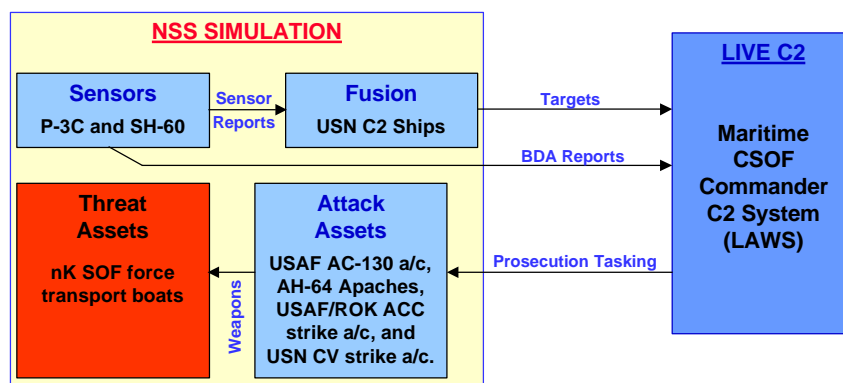 NSS SIMULATION
Sensors
P-3C and SH-60
Sensor
Reports
Fusion
USN C2 Ships
Targets
BDA Reports
LIVE C2
Maritime
CSOF
Commander
C2 System
(LAWS)
Threat
Assets
nK SOF force
transport boats
Weapons
Attack
Assets
USAF AC-130 a/c,
AH-64 Apaches,
USAF/ROK ACC
strike a/c, and
USN CV strike a/c.
Prosecution Tasking